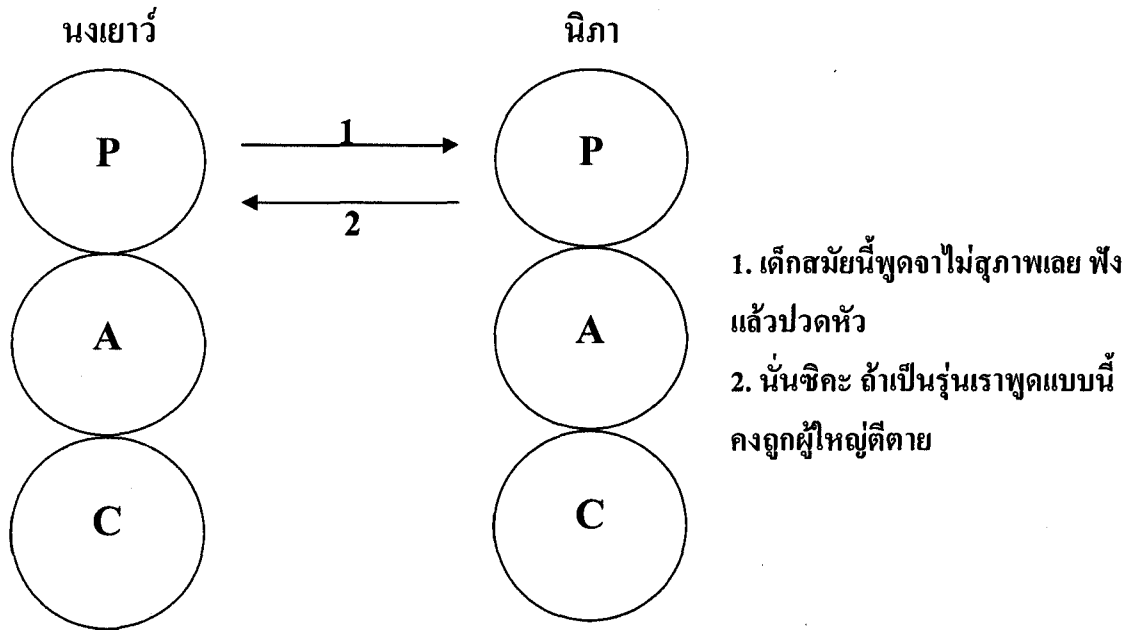 นงเยาว์ นิภา
P P
1
2
A A
C C
1. เด็กสมัยนี้พูดจาไม่สุภาพเลย ฟัง
แล้วปวดหัว
2. นั่นซิคะ ถ้าเป็นรุ่นเราพูดแบบนี้
คงถูกผู้ใหญ่ตีตาย